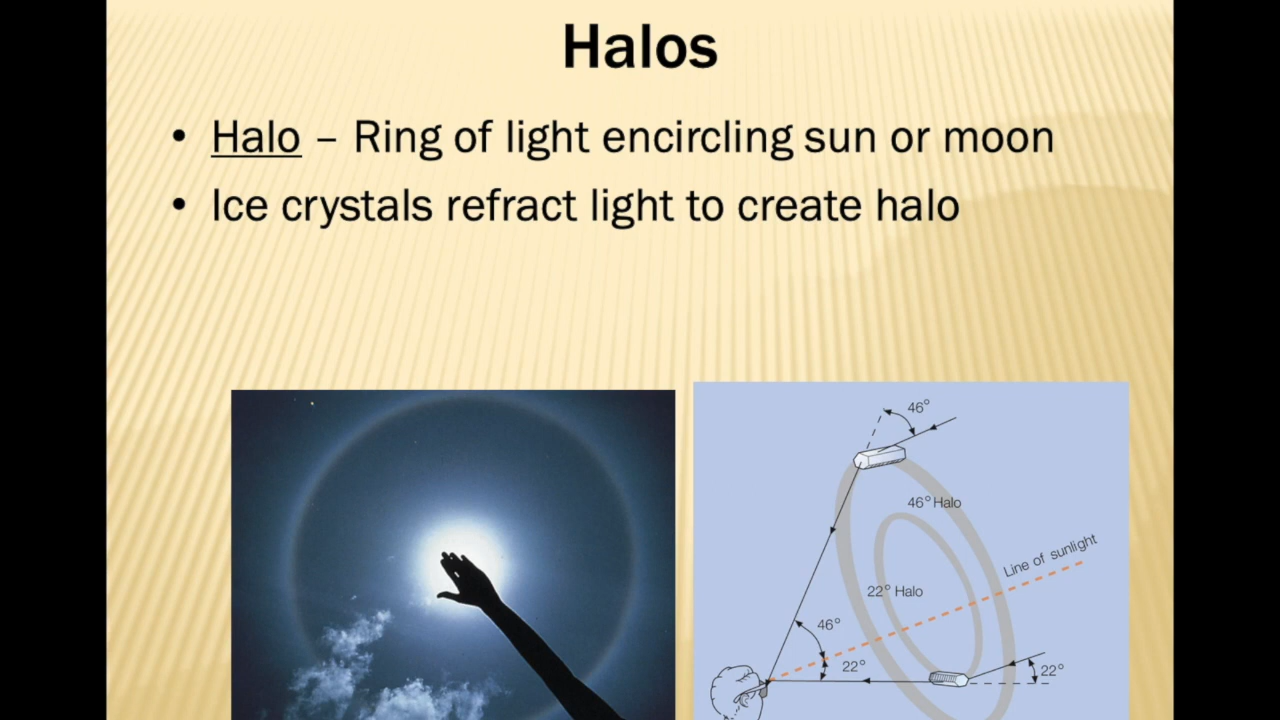 Halos
• Halo – Ring of light encircling sun or moon
• Ice crystals refract light to create halo
46°
46° Halo
Line of sunlight
22° Halo
46°
22°
22°